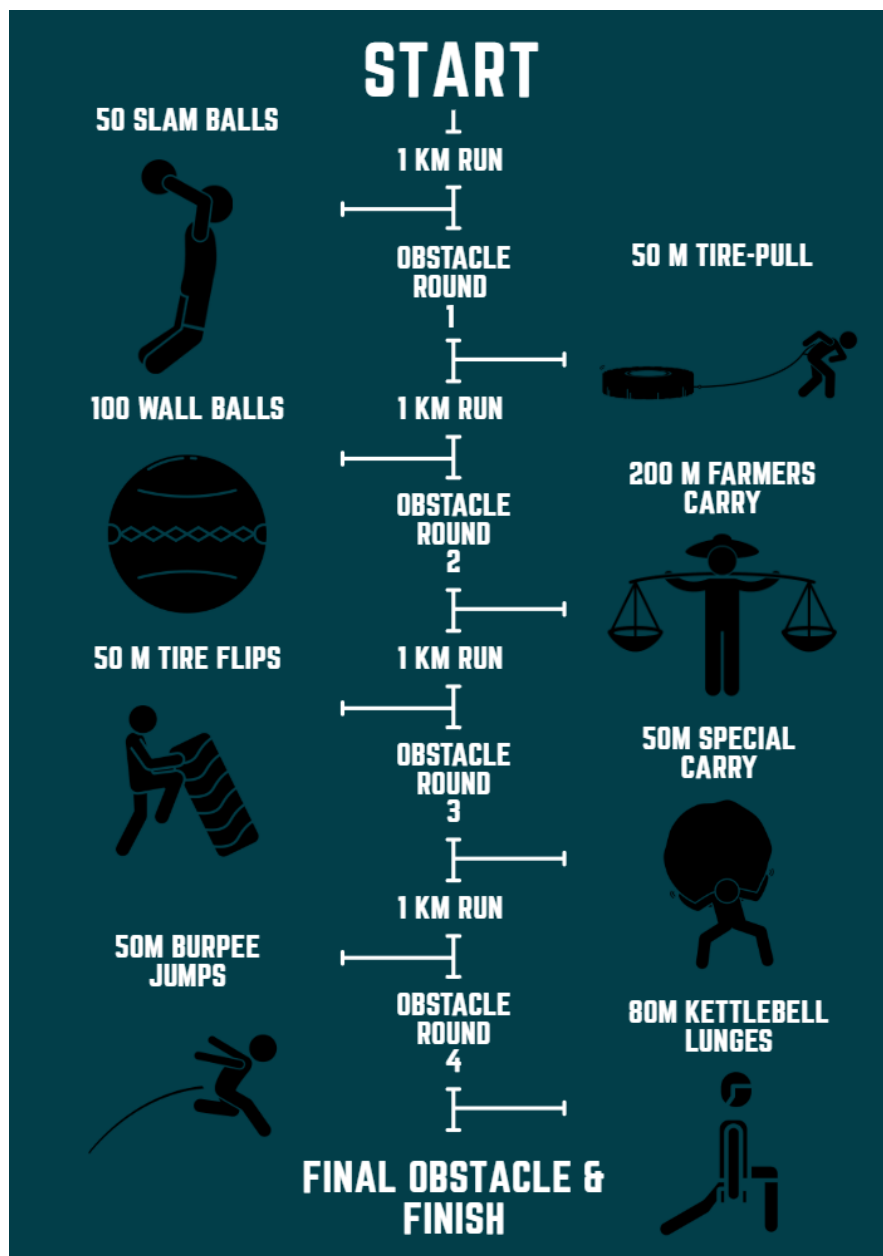 START
50 SLAM BALLS
1 KM RUN
OBSTACLE
ROUND
1
50 M TIRE-PULL
100 WALL BALLS
1 KM RUN
OBSTACLE
ROUND
2
200 M FARMERS
CARRY
50 M TIRE FLIPS
1 KM RUN
OBSTACLE
ROUND
3
50M SPECIAL
CARRY
1 KM RUN
50M BURPEE
JUMPS
OBSTACLE
ROUND
4
80M KETTLEBELL
LUNGES
FINAL OBSTACLE &
FINISH